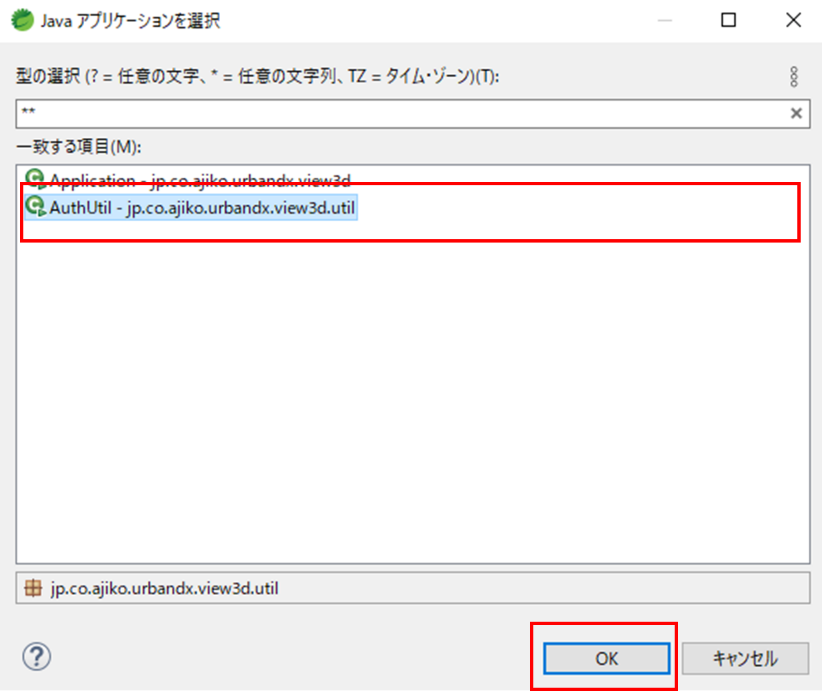 Java アプリケーションを選択
型の選択 (? = 任意の文字、* = 任意の文字列、TZ = タイム・ゾーン)(T):
**
一致する項目(M):
Application - jp.co.ajiko.urbandx.view3d
AuthUtil - jp.co.ajiko.urbandx.view3d.util
jp.co.ajiko.urbandx.view3d.util
OK
キャンセル